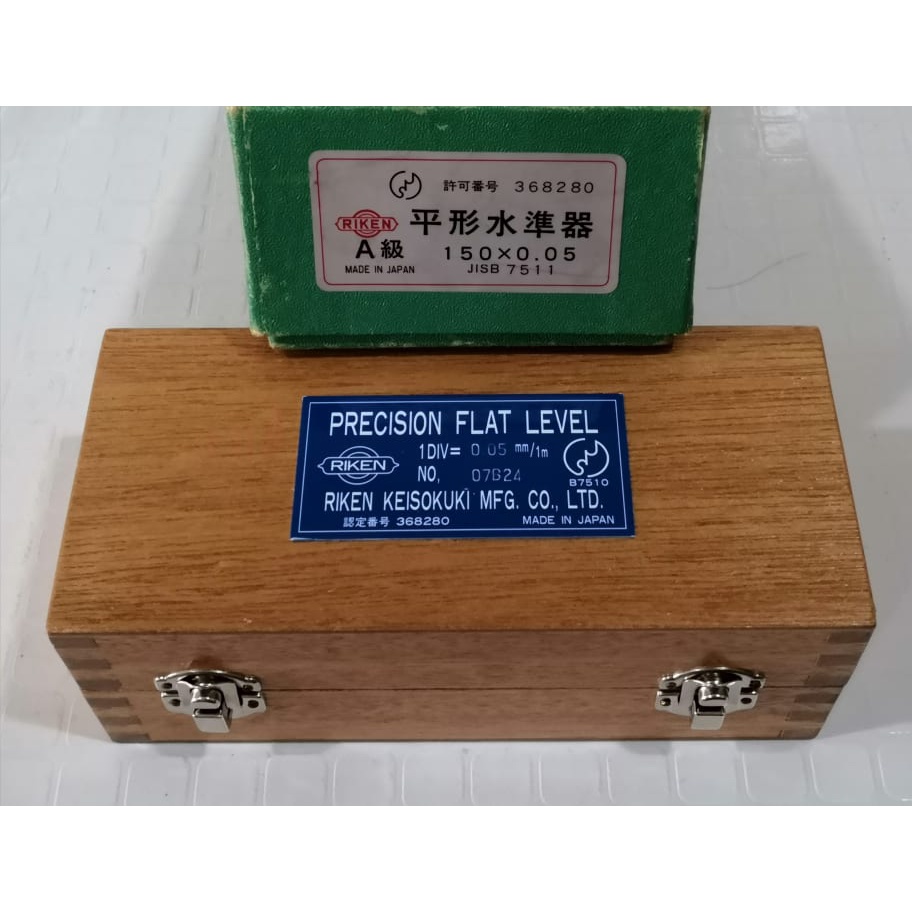 許可番号 368280
RIKEN 平形水準器
A級 150×0.05
MADE IN JAPAN JISB 7511
PRECISION FLAT LEVEL
1DIV= 0.05 mm/1m
RIKEN NO. 07B24 B7510
RIKEN KEISOKUKI MFG. CO., LTD.
認定番号 368280 MADE IN JAPAN